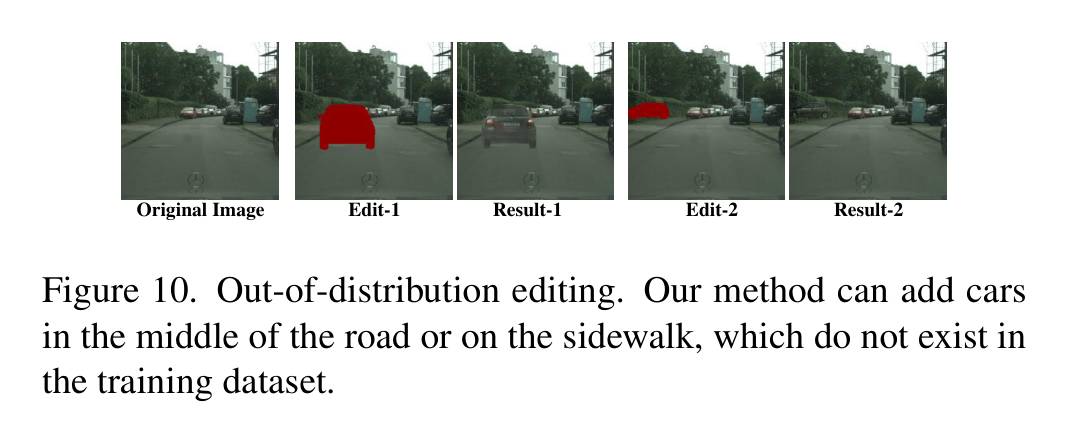 Original Image Edit-1 Result-1 Edit-2 Result-2
Figure 10. Out-of-distribution editing. Our method can add cars
in the middle of the road or on the sidewalk, which do not exist in
the training dataset.